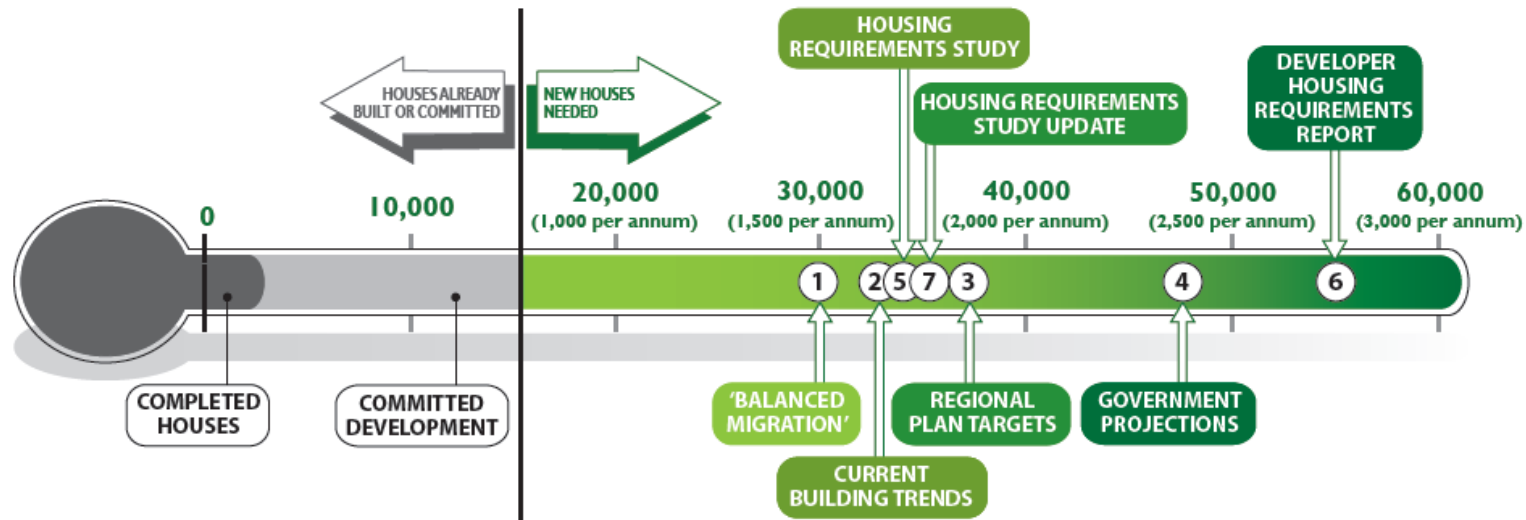 HOUSING
REQUIREMENTS STUDY
DEVELOPER
HOUSING
REQUIREMENTS
REPORT
HOUSES ALREADY
BUILT OR COMMITTED
NEW HOUSES
NEEDED
HOUSING REQUIREMENTS
STUDY UPDATE
0
10,000
20,000
(1,000 per annum)
30,000
(1,500 per annum)
40,000
(2,000 per annum)
50,000
(2,500 per annum)
60,000
(3,000 per annum)
1
2
5
7
3
4
6
COMPLETED
HOUSES
COMMITTED
DEVELOPMENT
‘BALANCED
MIGRATION’
REGIONAL
PLAN TARGETS
GOVERNMENT
PROJECTIONS
CURRENT
BUILDING TRENDS